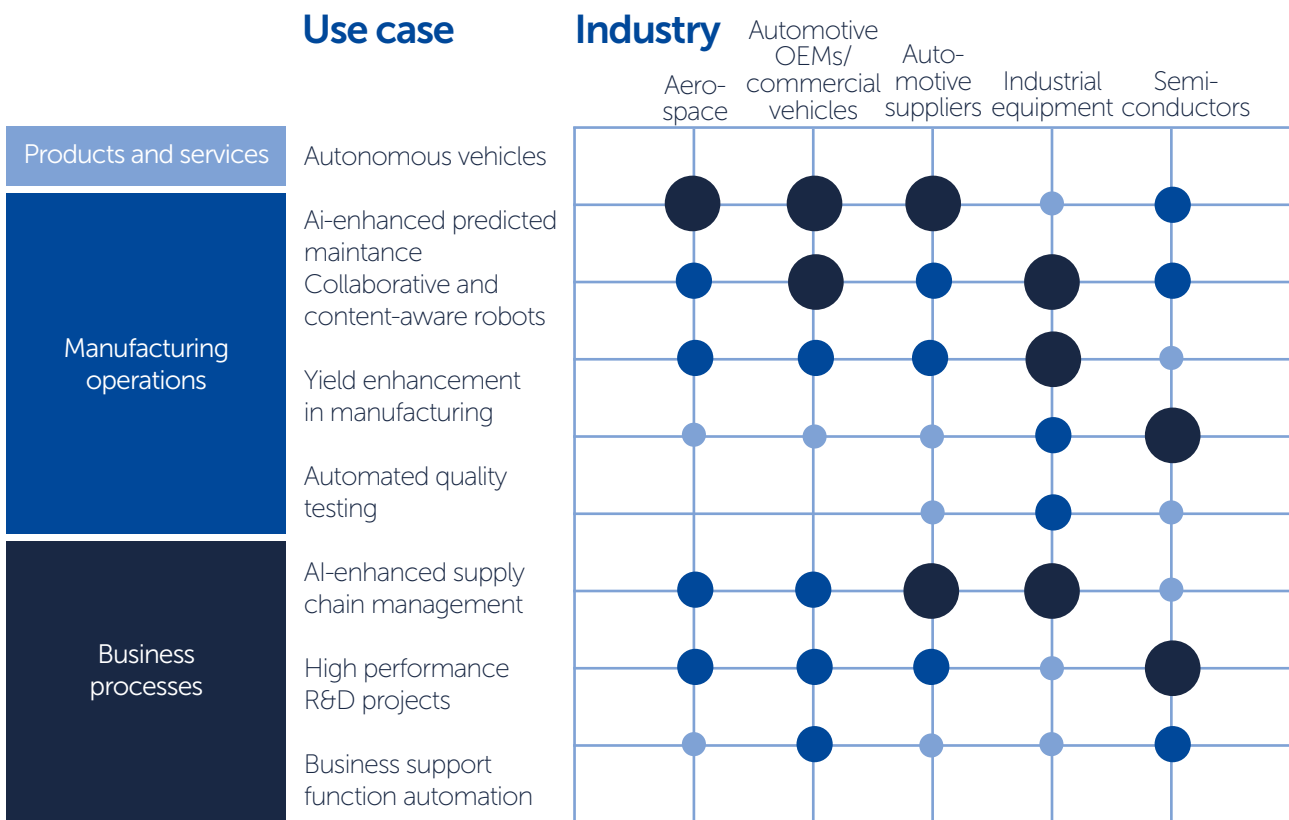 Use case
Industry
Aero-
space
Automotive
OEMs/
commercial
vehicles
Auto-
motive
suppliers
Industrial
equipment
Semi-
conductors
Products and services
Autonomous vehicles
Manufacturing
operations
Ai-enhanced predicted
maintance
Collaborative and
content-aware robots
Yield enhancement
in manufacturing
Automated quality
testing
Business
processes
AI-enhanced supply
chain management
High performance
R&D projects
Business support
function automation